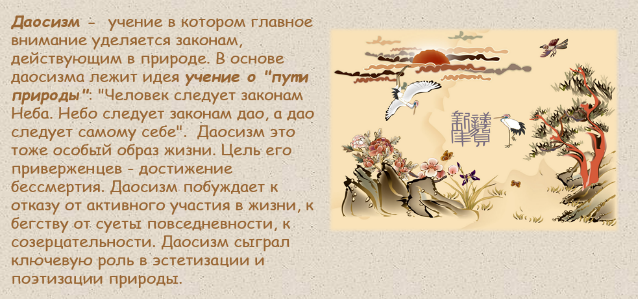 Даосизм - учение в котором главное
внимание уделяется законам,
действующим в природе. В основе
даосизма лежит идея учение о "пути
природы": "Человек следует законам
Неба. Небо следует законам дао, а дао
следует самому себе". Даосизм это
тоже особый образ жизни. Цель его
приверженцев - достижение
бессмертия. Даосизм побуждает к
отказу от активного участия в жизни, к
бегству от суеты повседневности, к
созерцательности. Даосизм сыграл
ключевую роль в эстетизации и
поэтизации природы.